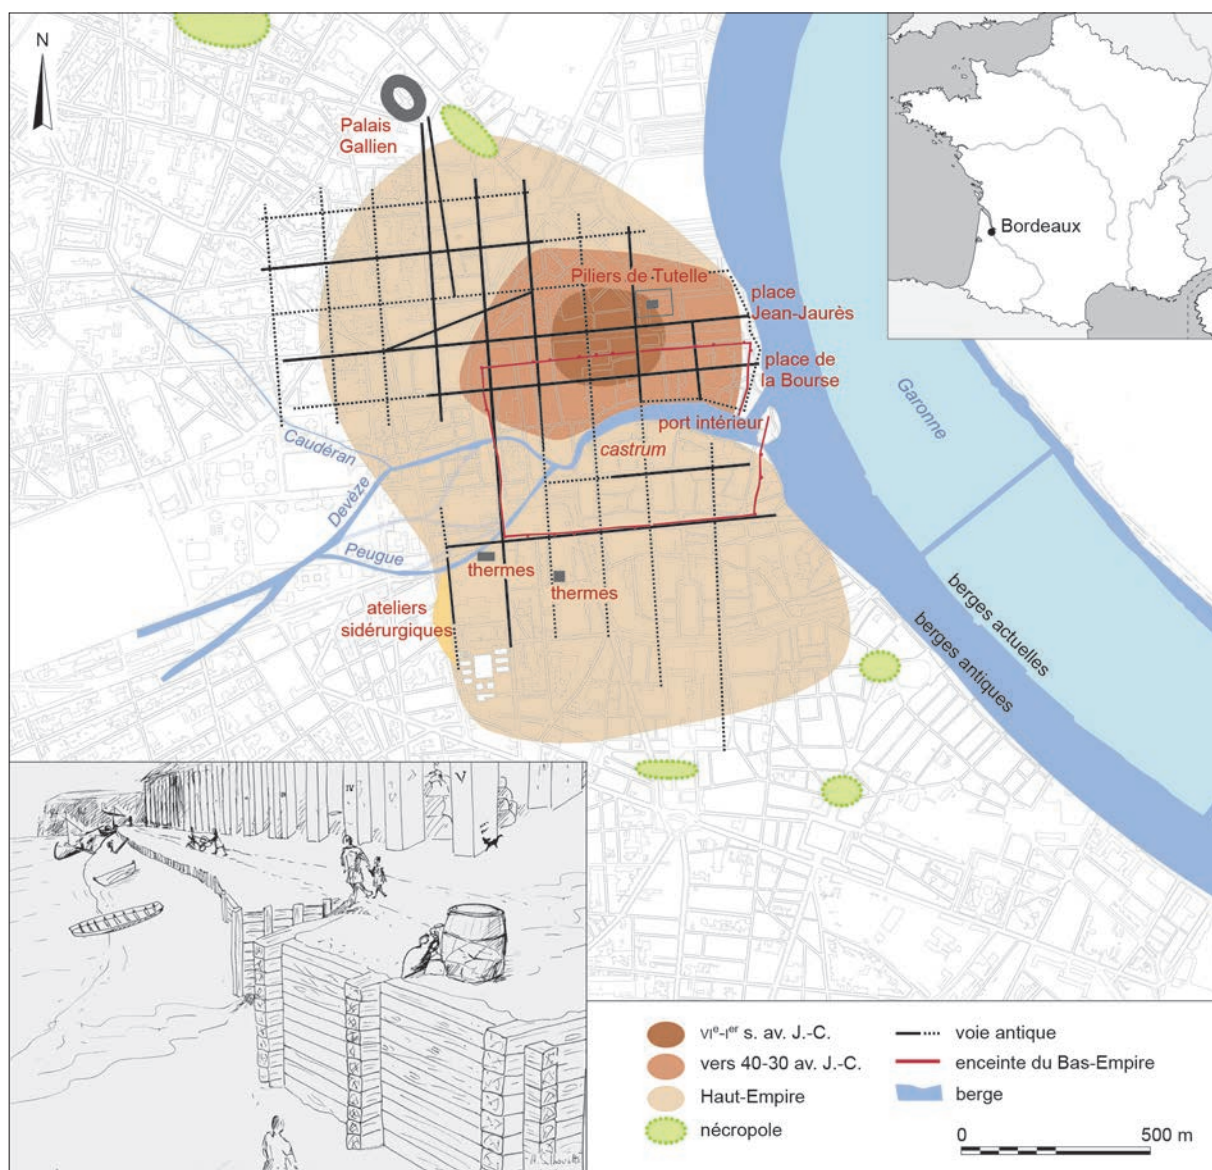 N
Palais
Gallien
Piliers de Tutelle
place
Jean-Jaurès
place de
la Bourse
port intérieur
castrum
Caudéran
Devèze
Peugue
thermes
thermes
ateliers
sidérurgiques
Garonne
berges actuelles
berges antiques
Bordeaux
IV
V
VIe-Ier s. av. J.-C.
vers 40-30 av. J.-C.
Haut-Empire
nécropole
voie antique
enceinte du Bas-Empire
berge
0 500 m